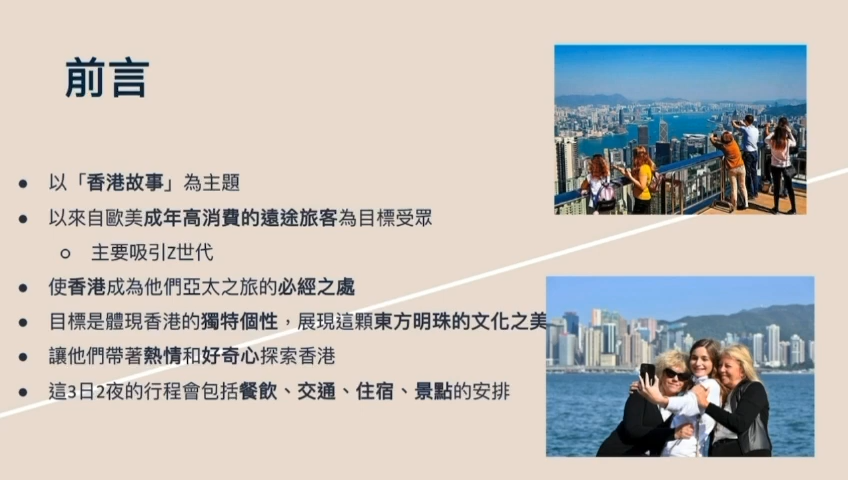 前言
以「香港故事」為主題
以來自歐美成年高消費的遠途旅客為目標受眾
主要吸引Z世代
使香港成為他們亞太之旅的必經之處
目標是體現香港的獨特個性，展現這顆東方明珠的文化之美
讓他們帶著熱情和好奇心探索香港
這3日2夜的行程會包括餐飲、交通、住宿、景點的安排